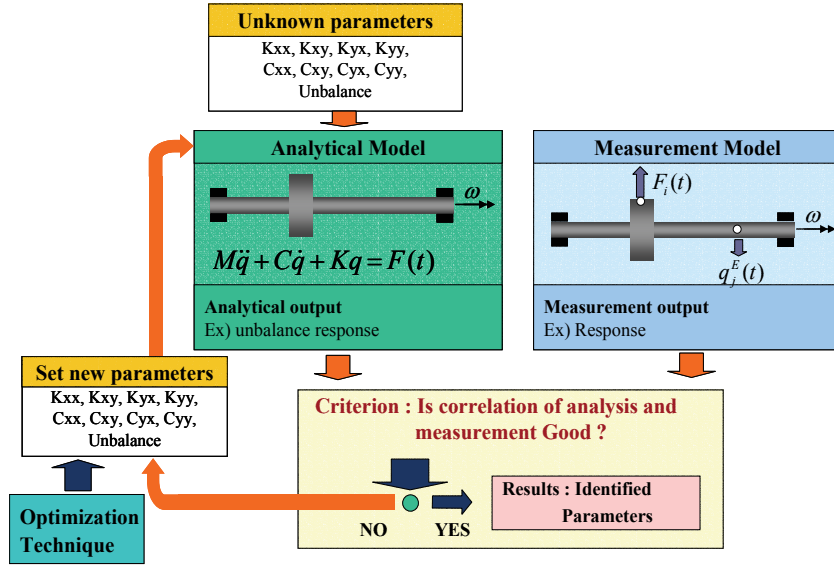 Unknown parameters
Kxx, Kxy, Kyx, Kyy,
Cxx, Cxy, Cyx, Cyy,
Unbalance
Analytical Model
ω
Mq̈ + Cq̇ + Kq = F(t)
Analytical output
Ex) unbalance response
Measurement Model
F_i(t)
ω
q_j^E(t)
Measurement output
Ex) Response
Set new parameters
Kxx, Kxy, Kyx, Kyy,
Cxx, Cxy, Cyx, Cyy,
Unbalance
Optimization
Technique
Criterion : Is correlation of analysis and
measurement Good ?
NO
YES
Results : Identified
Parameters